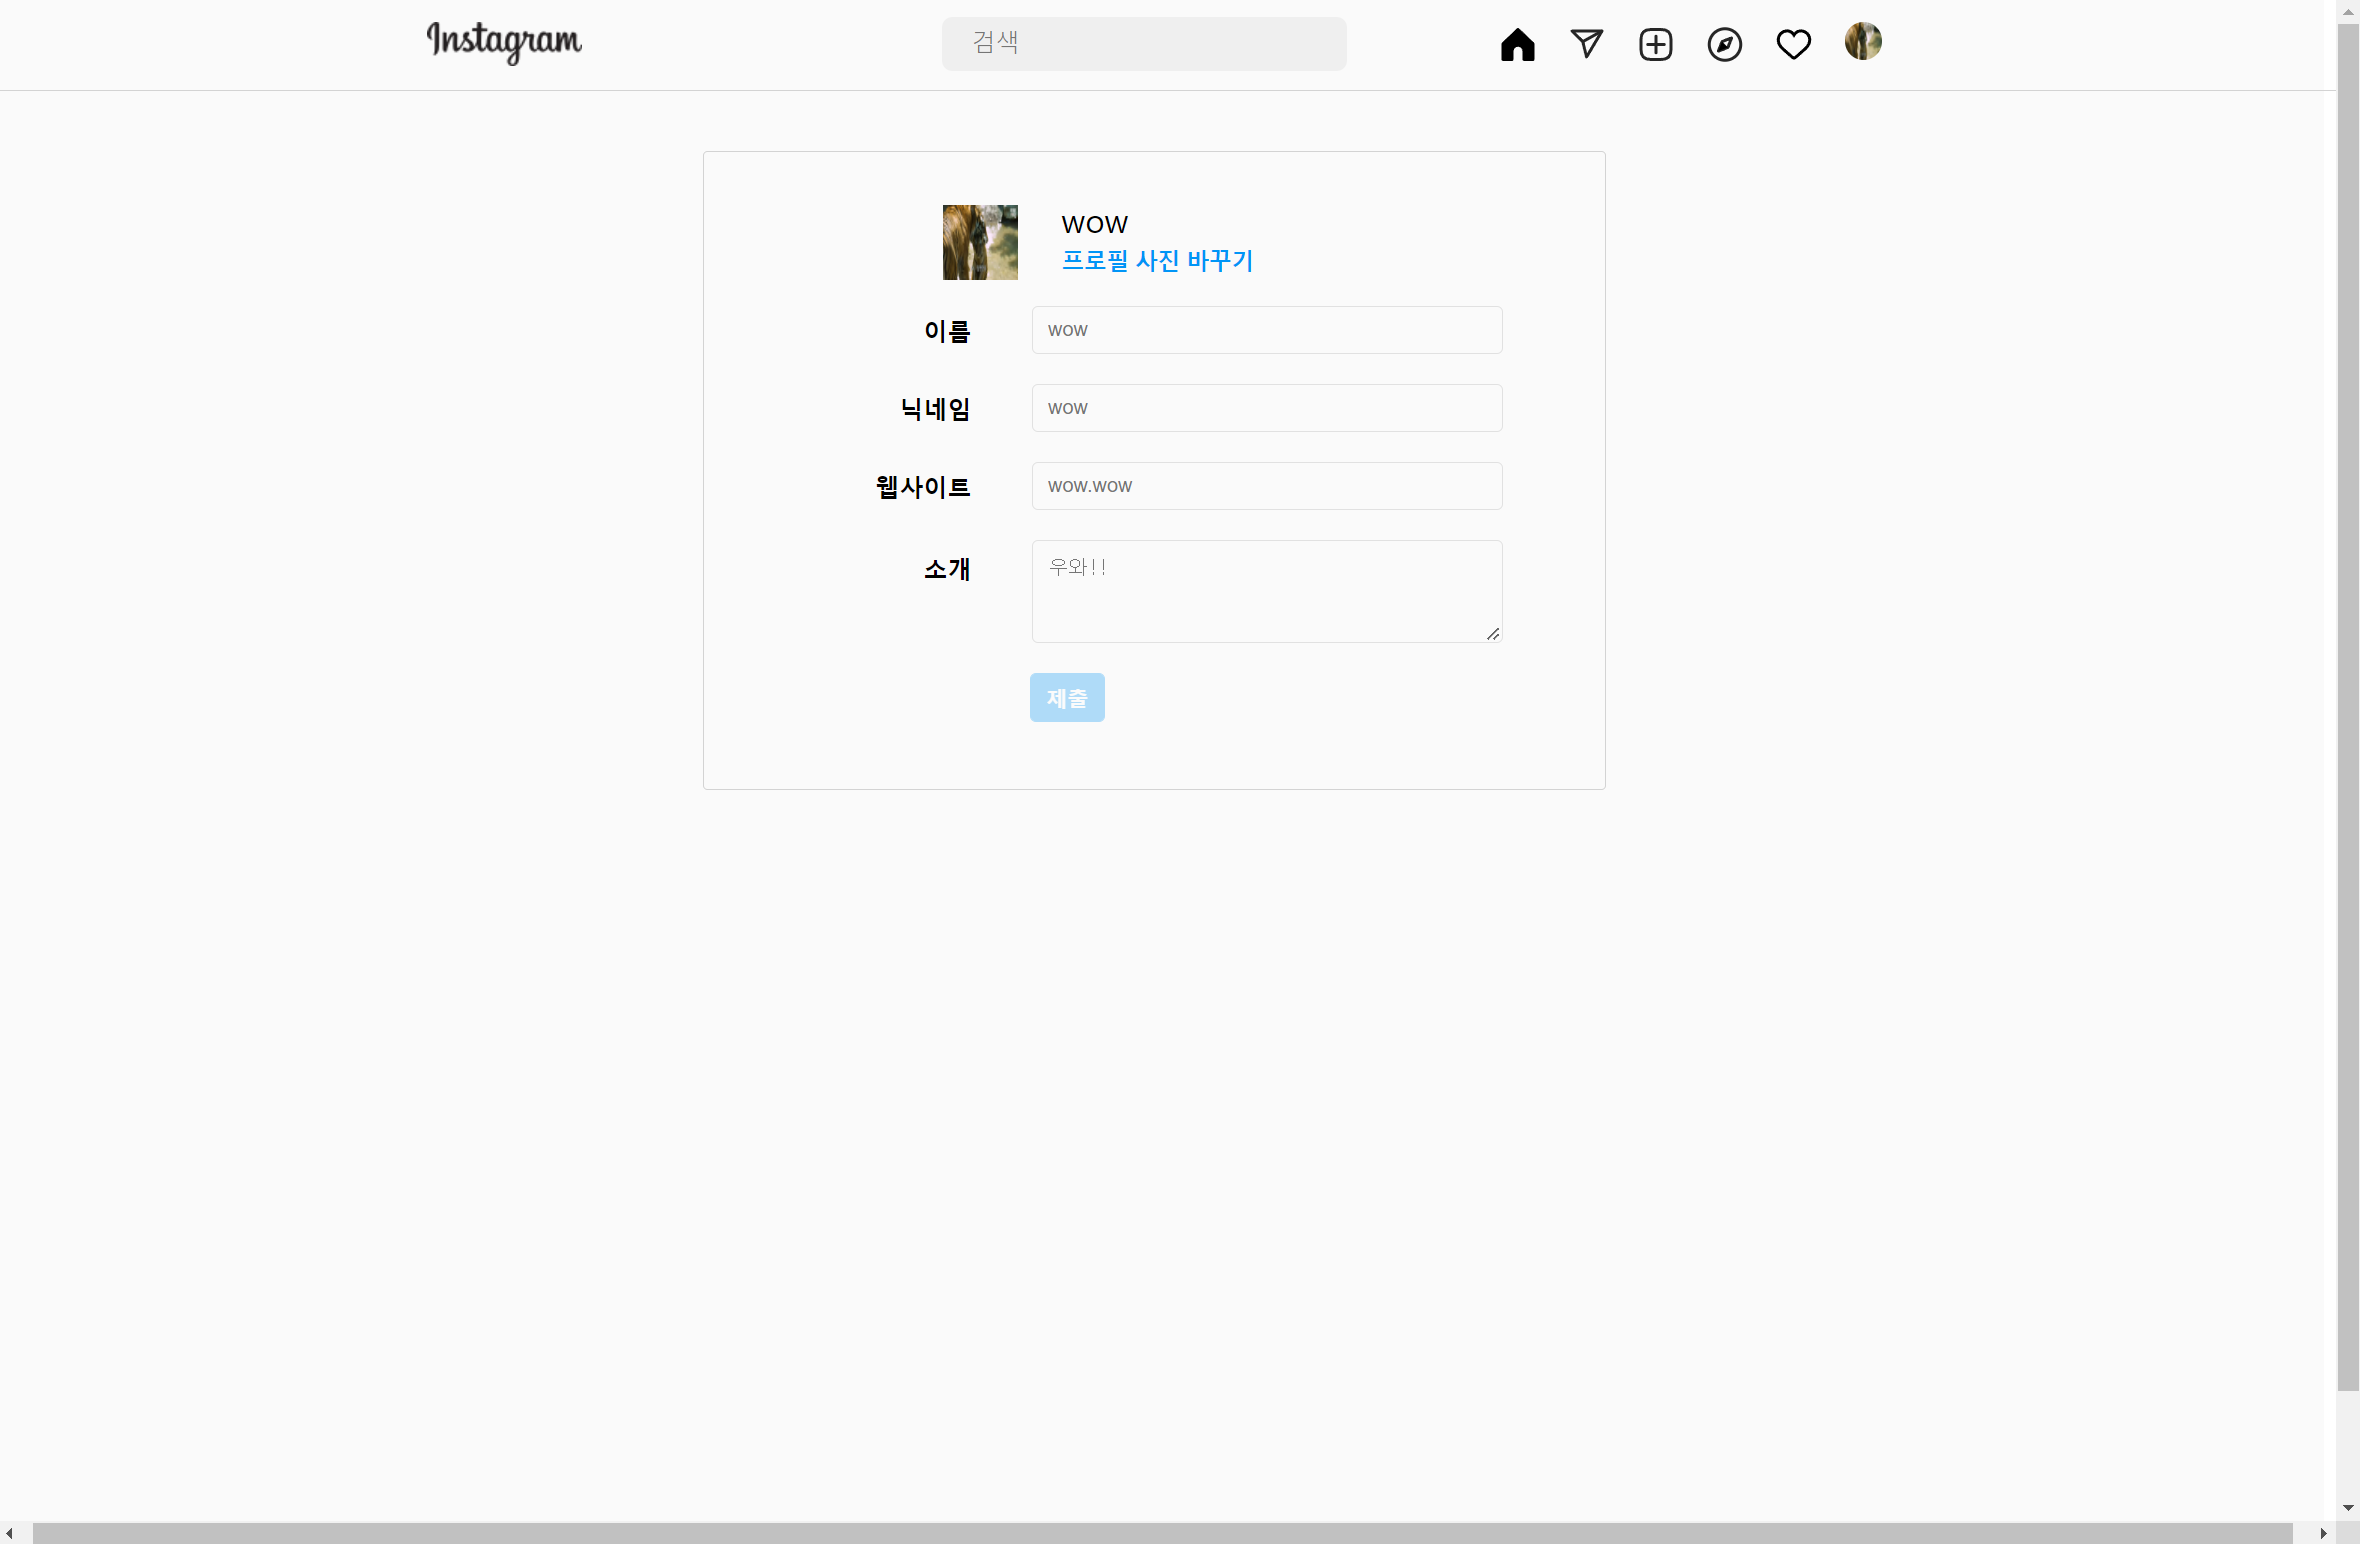 Instagram
검색
wow
프로필 사진 바꾸기
이름
wow
닉네임
wow
웹사이트
wow.wow
소개
우와!!
제출